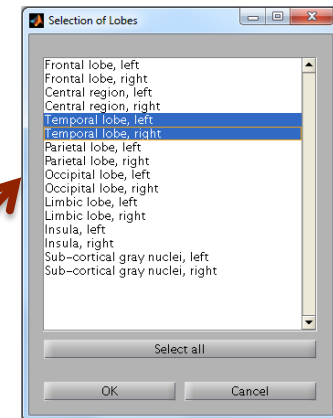 Selection of Lobes
Frontal lobe, left
Frontal lobe, right
Central region, left
Central region, right
Temporal lobe, left
Temporal lobe, right
Parietal lobe, left
Parietal lobe, right
Occipital lobe, left
Occipital lobe, right
Limbic lobe, left
Limbic lobe, right
Insula, left
Insula, right
Sub-cortical gray nuclei, left
Sub-cortical gray nuclei, right
Select all
OK Cancel